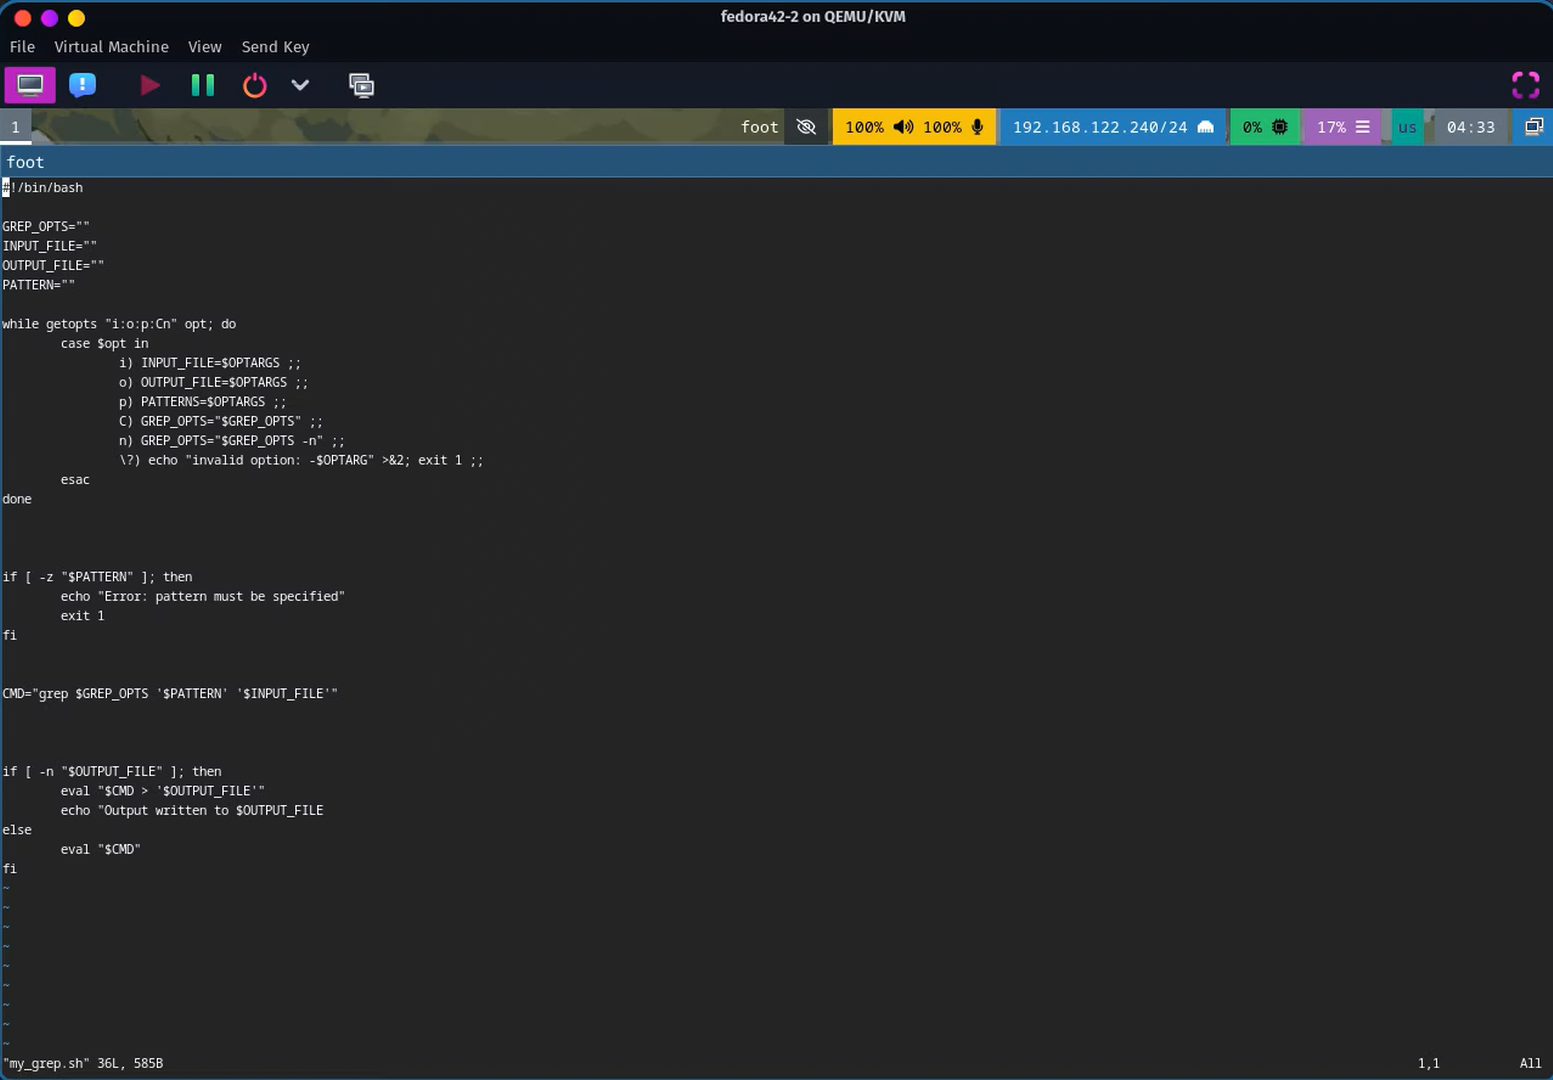 fedora42-2 on QEMU/KVM
File Virtual Machine View Send Key
1 foot 100% 100% 192.168.122.240/24 0% 17% us 04:33
foot
#!/bin/bash
GREP_OPTS=""
INPUT_FILE=""
OUTPUT_FILE=""
PATTERN=""
while getopts "i:o:p:Cn" opt; do
case $opt in
i) INPUT_FILE=$OPTARGS ;;
o) OUTPUT_FILE=$OPTARGS ;;
p) PATTERNS=$OPTARGS ;;
C) GREP_OPTS="$GREP_OPTS" ;;
n) GREP_OPTS="$GREP_OPTS -n" ;;
\?) echo "invalid option: -$OPTARG" >&2; exit 1 ;;
esac
done
if [ -z "$PATTERN" ]; then
echo "Error: pattern must be specified"
exit 1
fi
CMD="grep $GREP_OPTS '$PATTERN' '$INPUT_FILE'"
if [ -n "$OUTPUT_FILE" ]; then
eval "$CMD > '$OUTPUT_FILE'"
echo "Output written to $OUTPUT_FILE
else
eval "$CMD"
fi
~
~
~
~
~
~
~
~
~
"my_grep.sh" 36L, 585B 1,1 All